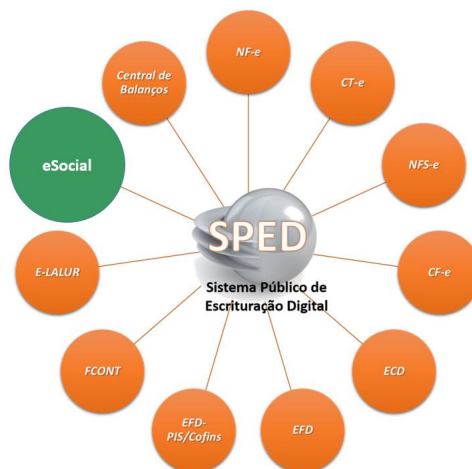 NF-e
Central de
Balanços
CT-e
eSocial
NFS-e
SPED
Sistema Público de
Escrituração Digital
E-LALUR
CF-e
FCONT
ECD
EFD-
PIS/Cofins
EFD